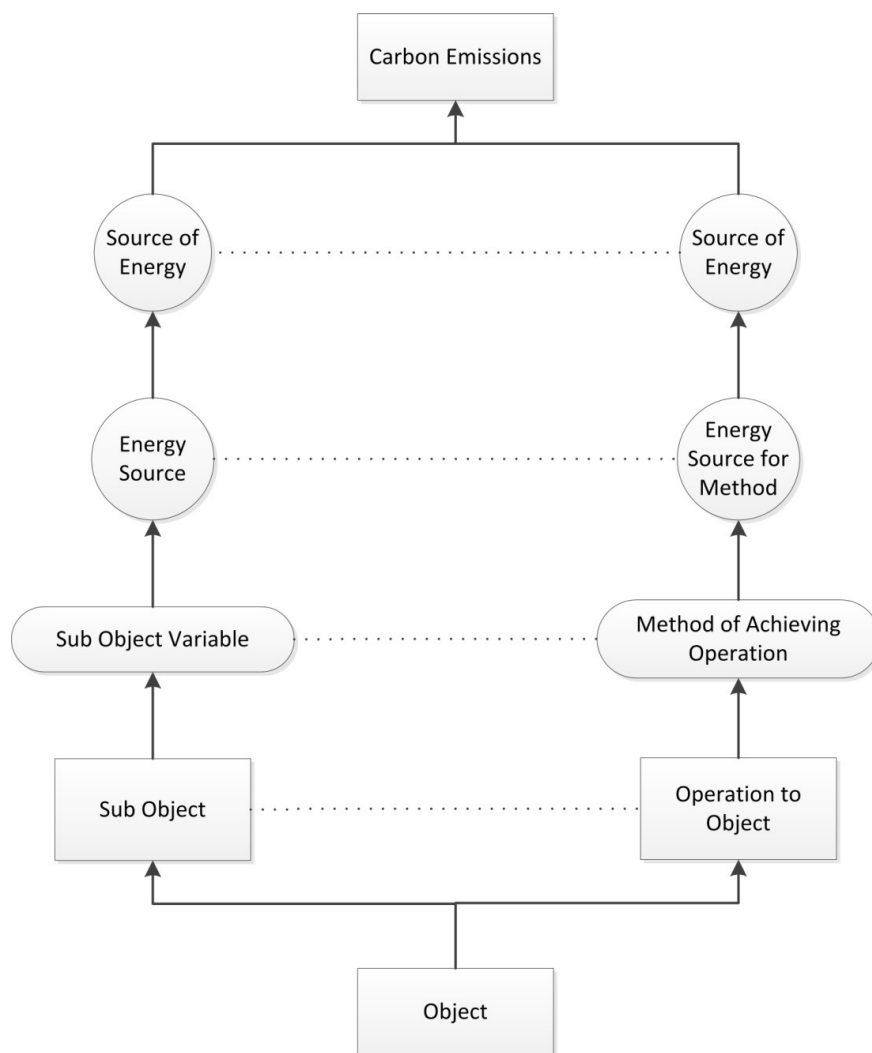 Carbon Emissions
Source of
Energy
Source of
Energy
Energy
Source
Energy
Source for
Method
Sub Object Variable
Method of Achieving
Operation
Sub Object
Operation to
Object
Object